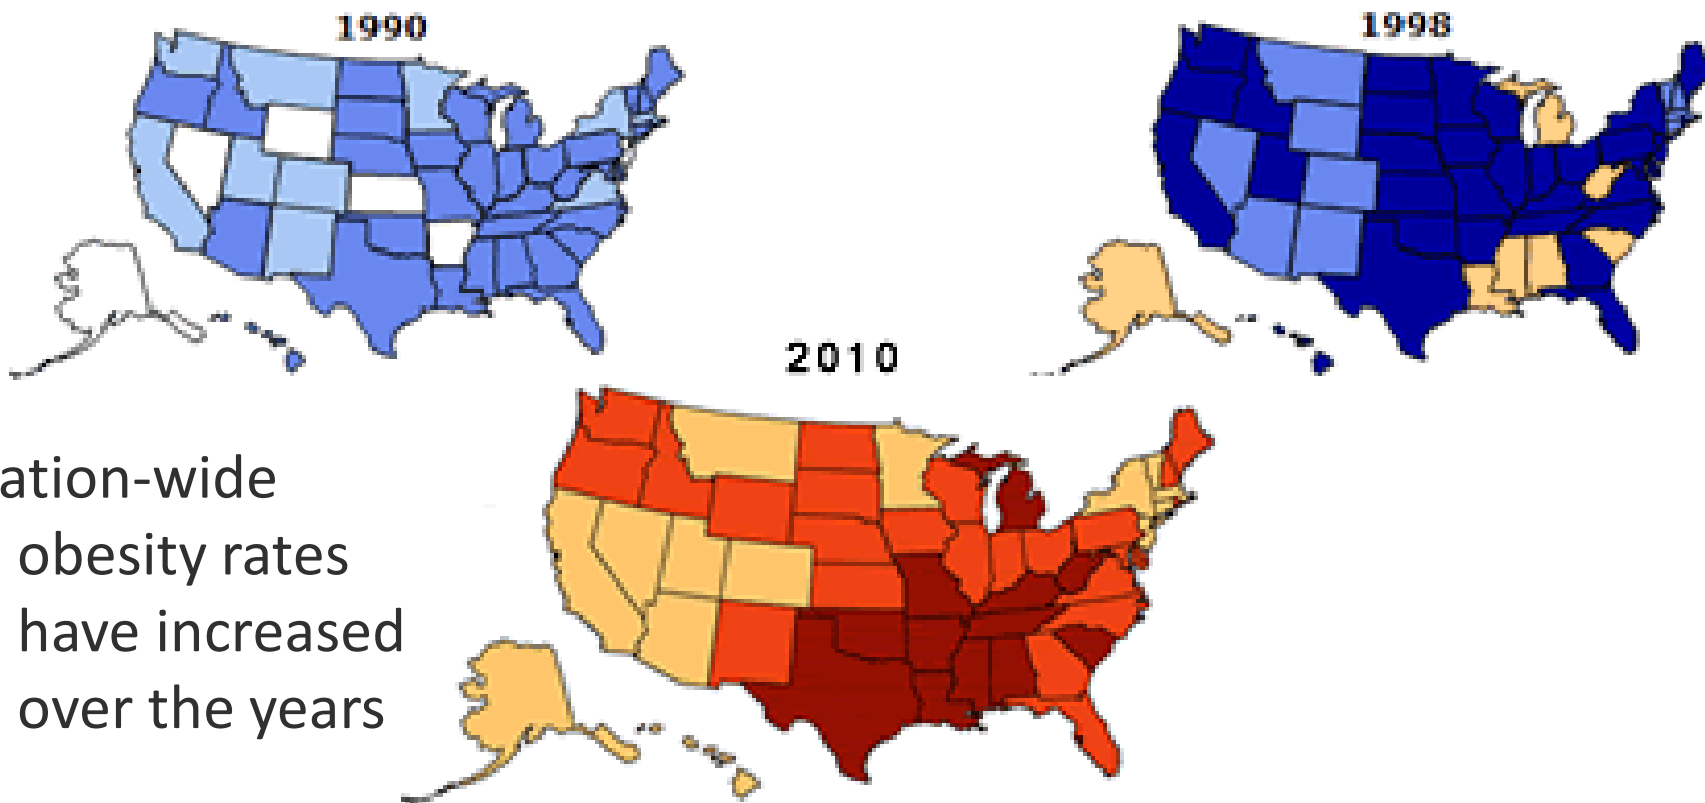 1990
1998
2010
ation-wide
obesity rates
have increased
over the years